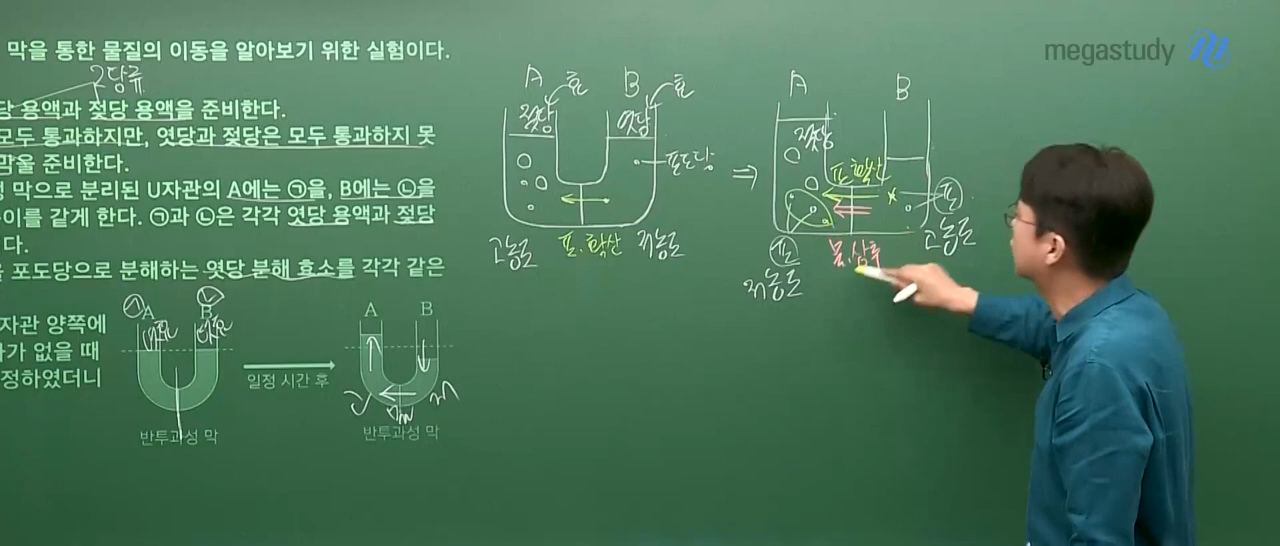 megastudy
막을 통한 물질의 이동을 알아보기 위한 실험이다.
2당류
당 용액과 젖당 용액을 준비한다.
모두 통과하지만, 엿당과 젖당은 모두 통과하지 못
막을 준비한다.
막으로 분리된 U자관의 A에는 ㉠을, B에는 ㉡을
이를 같게 한다. ㉠과 ㉡은 각각 엿당 용액과 젖당
다.
포도당으로 분해하는 엿당 분해 효소를 각각 같은
자관 양쪽에
가 없을 때
정하였더니
A B
일정 시간 후
반투과성 막
A B
반투과성 막
A 효 B 효
젖당 엿당
포도당
고농도 포.확산 저농도
⇒
A B
젖당
포.확산
포
고농도
포
저농도
물.삼투